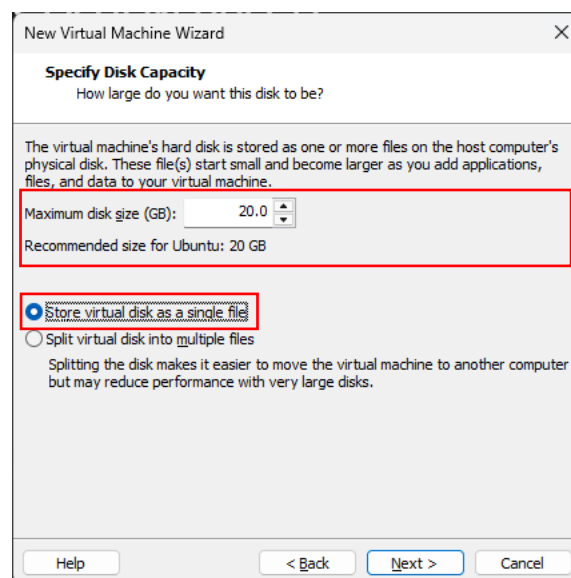 New Virtual Machine Wizard
Specify Disk Capacity
How large do you want this disk to be?
The virtual machine's hard disk is stored as one or more files on the host computer's
physical disk. These file(s) start small and become larger as you add applications,
files, and data to your virtual machine.
Maximum disk size (GB): 20.0
Recommended size for Ubuntu: 20 GB
Store virtual disk as a single file
Split virtual disk into multiple files
Splitting the disk makes it easier to move the virtual machine to another computer
but may reduce performance with very large disks.
Help < Back Next > Cancel